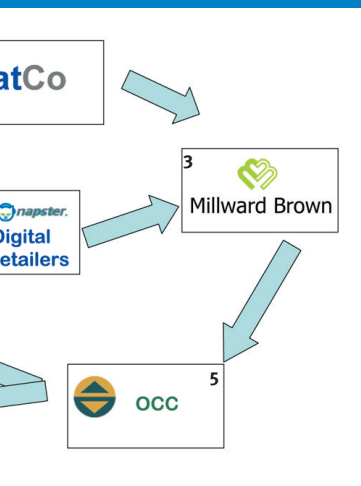 atCo
3
Millward Brown
napster.
Digital
etailers
5
OCC